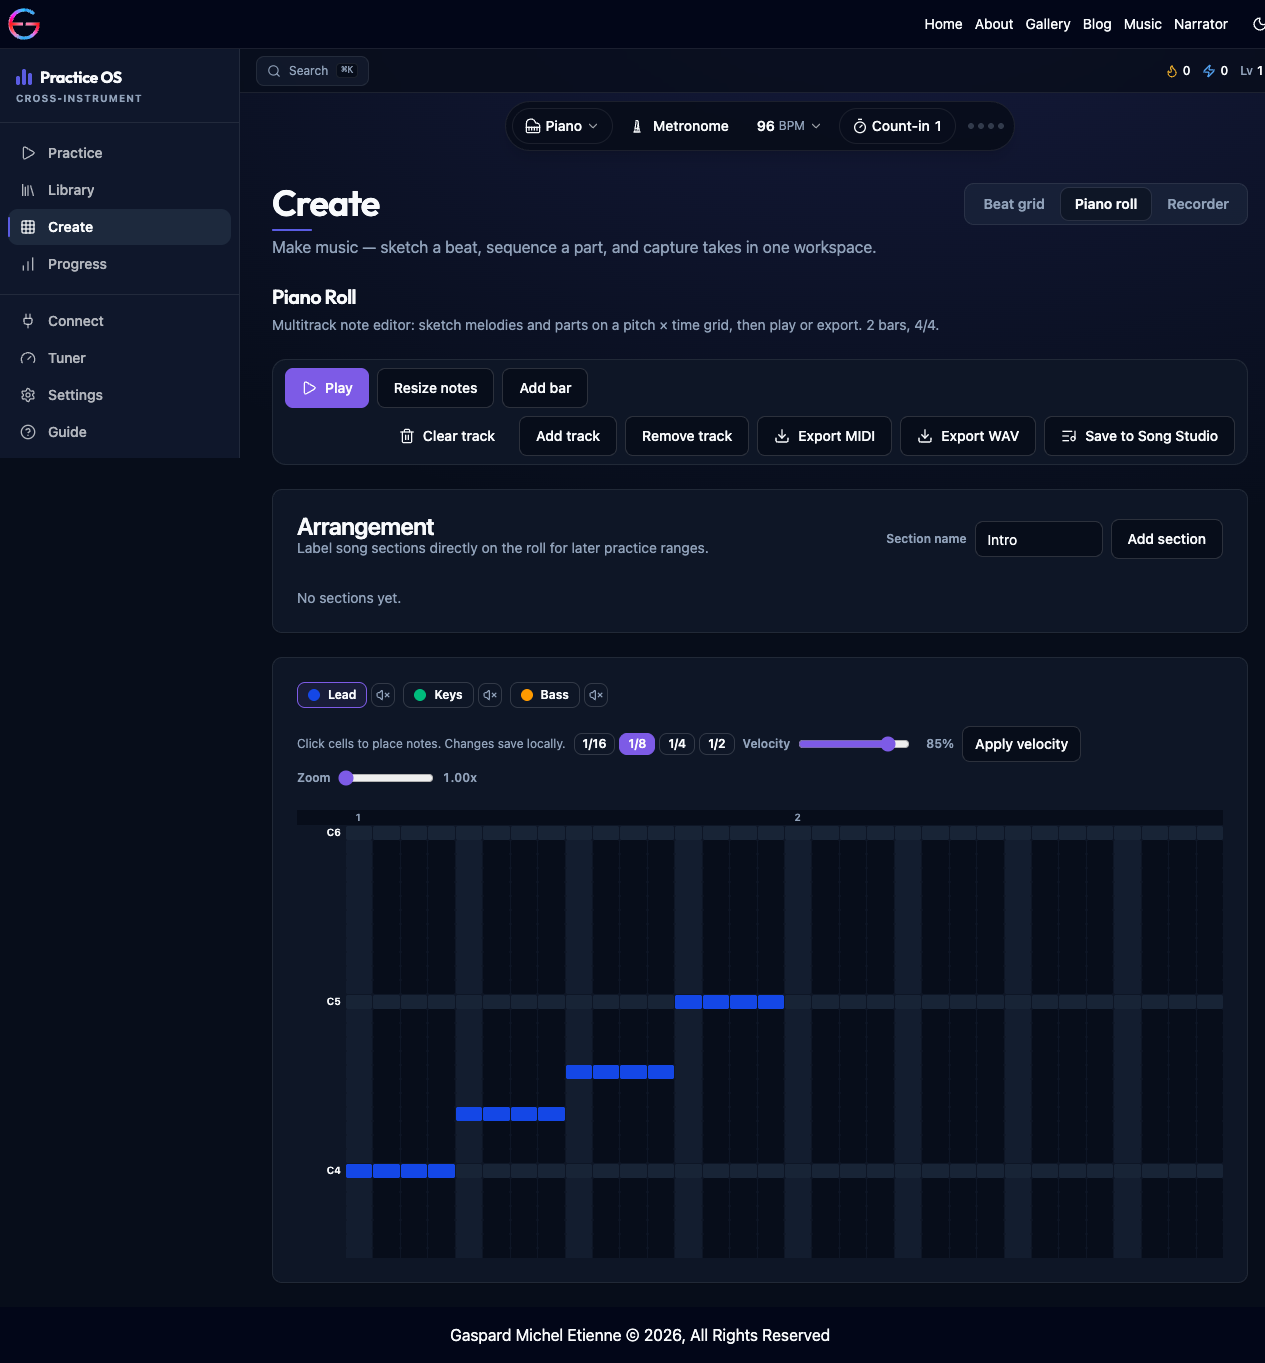 Home About Gallery Blog Music Narrator
Practice OS
CROSS-INSTRUMENT
Search ⌘K
0 0 Lv 1
Practice
Library
Create
Progress
Connect
Tuner
Settings
Guide
Piano Metronome 96 BPM Count-in 1
Create
Beat grid Piano roll Recorder
Make music — sketch a beat, sequence a part, and capture takes in one workspace.
Piano Roll
Multitrack note editor: sketch melodies and parts on a pitch × time grid, then play or export. 2 bars, 4/4.
Play Resize notes Add bar
Clear track Add track Remove track Export MIDI Export WAV Save to Song Studio
Arrangement
Label song sections directly on the roll for later practice ranges.
Section name Intro Add section
No sections yet.
Lead Keys Bass
Click cells to place notes. Changes save locally. 1/16 1/8 1/4 1/2 Velocity 85% Apply velocity
Zoom 1.00x
1 2
C6
C5
C4
Gaspard Michel Etienne © 2026, All Rights Reserved